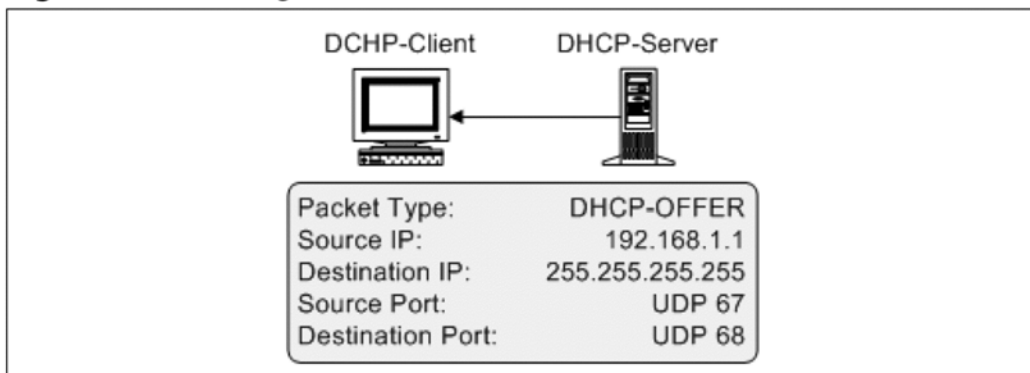 DCHP-Client DHCP-Server
Packet Type: DHCP-OFFER
Source IP: 192.168.1.1
Destination IP: 255.255.255.255
Source Port: UDP 67
Destination Port: UDP 68